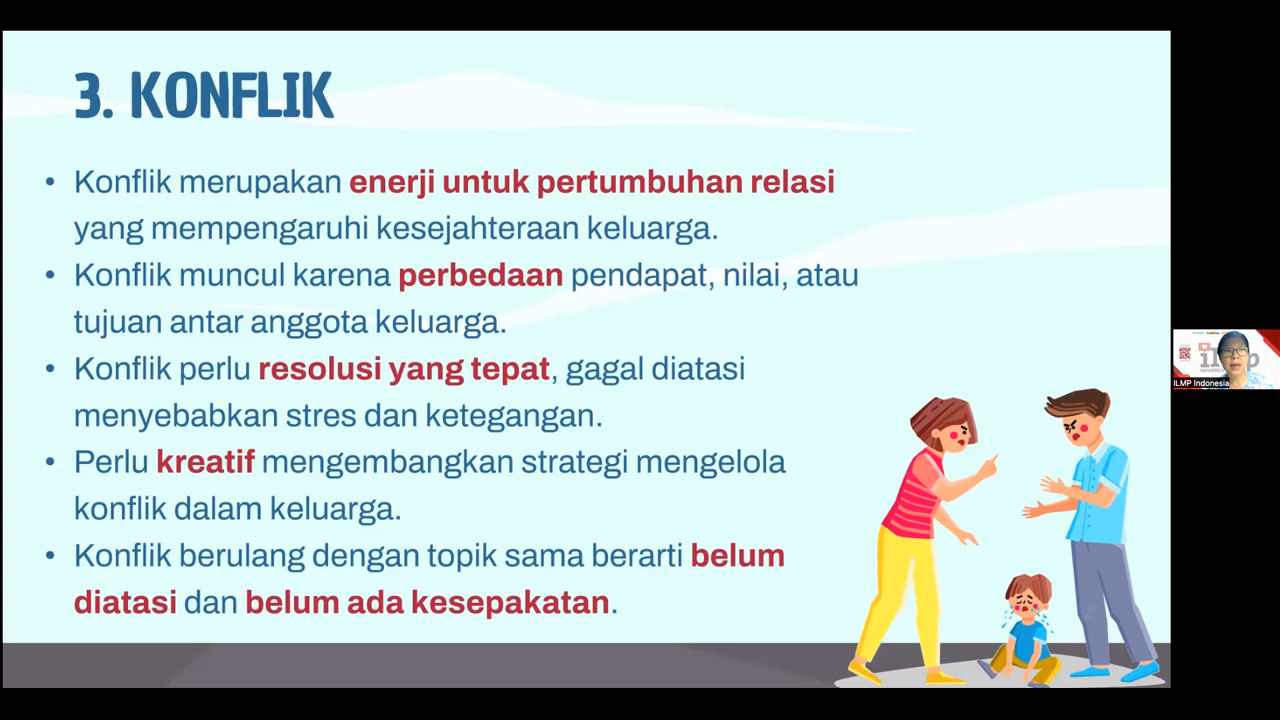 3. KONFLIK
• Konflik merupakan enerji untuk pertumbuhan relasi
yang mempengaruhi kesejahteraan keluarga.
• Konflik muncul karena perbedaan pendapat, nilai, atau
tujuan antar anggota keluarga.
• Konflik perlu resolusi yang tepat, gagal diatasi
menyebabkan stres dan ketegangan.
• Perlu kreatif mengembangkan strategi mengelola
konflik dalam keluarga.
• Konflik berulang dengan topik sama berarti belum
diatasi dan belum ada kesepakatan.
ILMP Indonesia